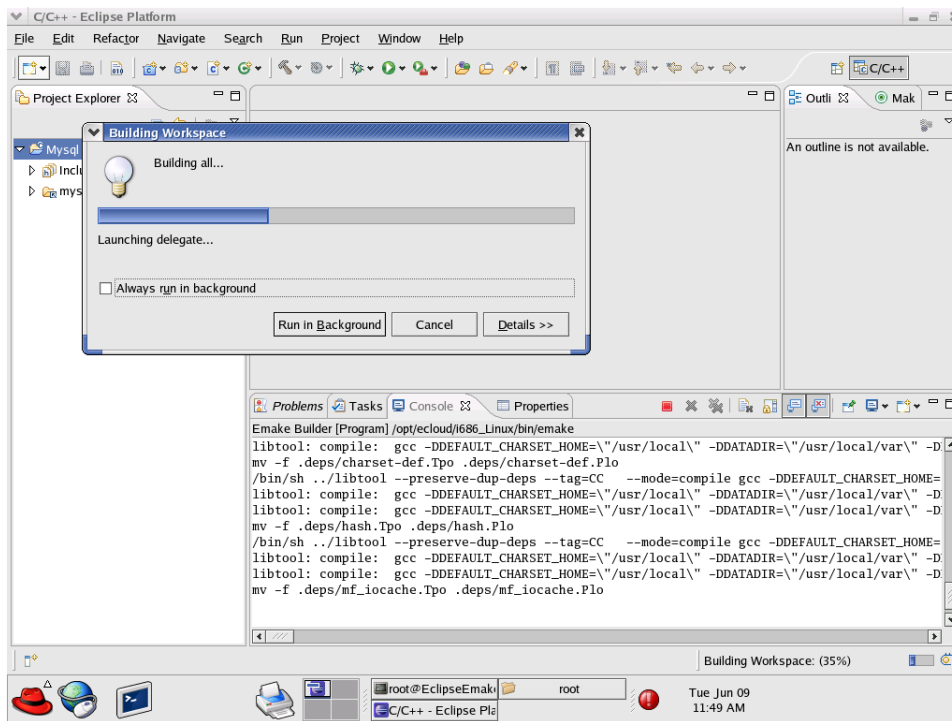 C/C++ - Eclipse Platform
File Edit Refactor Navigate Search Run Project Window Help
C/C++
Project Explorer
Outli
Mak
Building Workspace
Mysql
Building all...
An outline is not available.
Launching delegate...
Always run in background
Run in Background
Cancel
Details >>
Problems
Tasks
Console
Properties
Emake Builder [Program] /opt/ecloud/i686_Linux/bin/emake
libtool: compile:  gcc -DDEFAULT_CHARSET_HOME=\"/usr/local\" -DDATADIR=\"/usr/local/var\" -D
mv -f .deps/charset-def.Tpo .deps/charset-def.Plo
/bin/sh ../libtool --preserve-dup-deps --tag=CC   --mode=compile gcc -DDEFAULT_CHARSET_HOME=
libtool: compile:  gcc -DDEFAULT_CHARSET_HOME=\"/usr/local\" -DDATADIR=\"/usr/local/var\" -D
libtool: compile:  gcc -DDEFAULT_CHARSET_HOME=\"/usr/local\" -DDATADIR=\"/usr/local/var\" -D
mv -f .deps/hash.Tpo .deps/hash.Plo
/bin/sh ../libtool --preserve-dup-deps --tag=CC   --mode=compile gcc -DDEFAULT_CHARSET_HOME=
libtool: compile:  gcc -DDEFAULT_CHARSET_HOME=\"/usr/local\" -DDATADIR=\"/usr/local/var\" -D
libtool: compile:  gcc -DDEFAULT_CHARSET_HOME=\"/usr/local\" -DDATADIR=\"/usr/local/var\" -D
mv -f .deps/mf_iocache.Tpo .deps/mf_iocache.Plo
Building Workspace: (35%)
root@EclipseEmak
root
C/C++ - Eclipse Pla
Tue Jun 09
11:49 AM